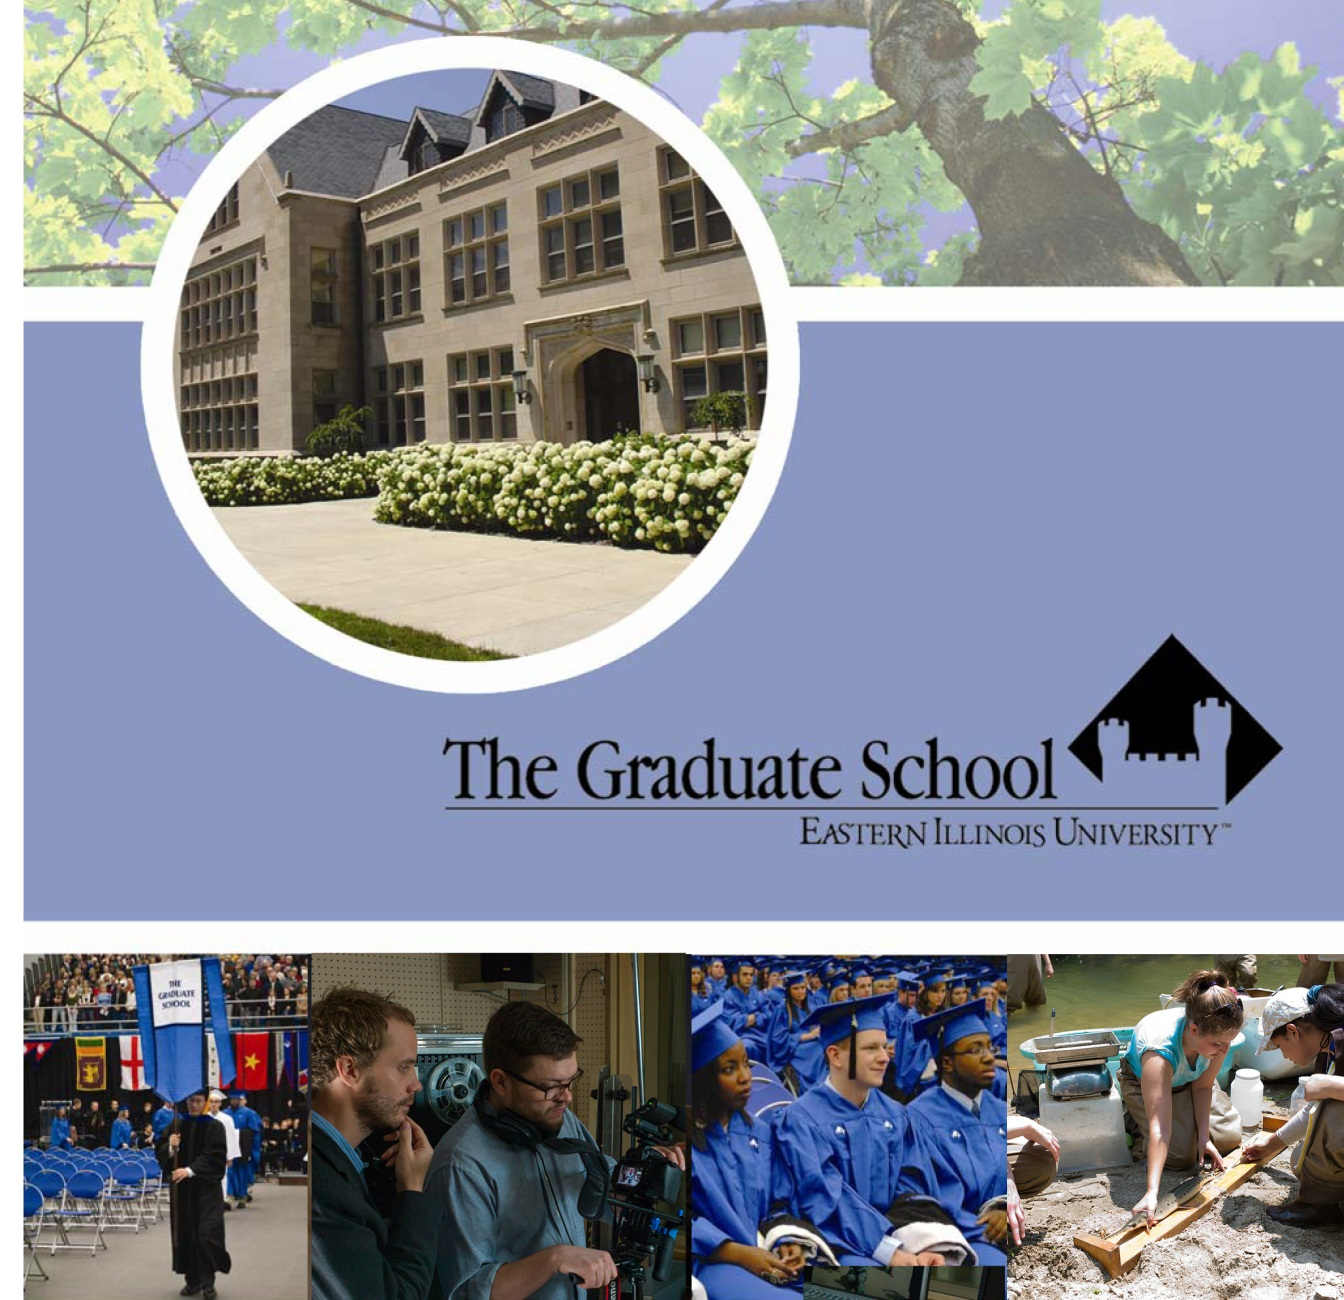 The Graduate School
EASTERN ILLINOIS UNIVERSITY™
THE
GRADUATE
SCHOOL